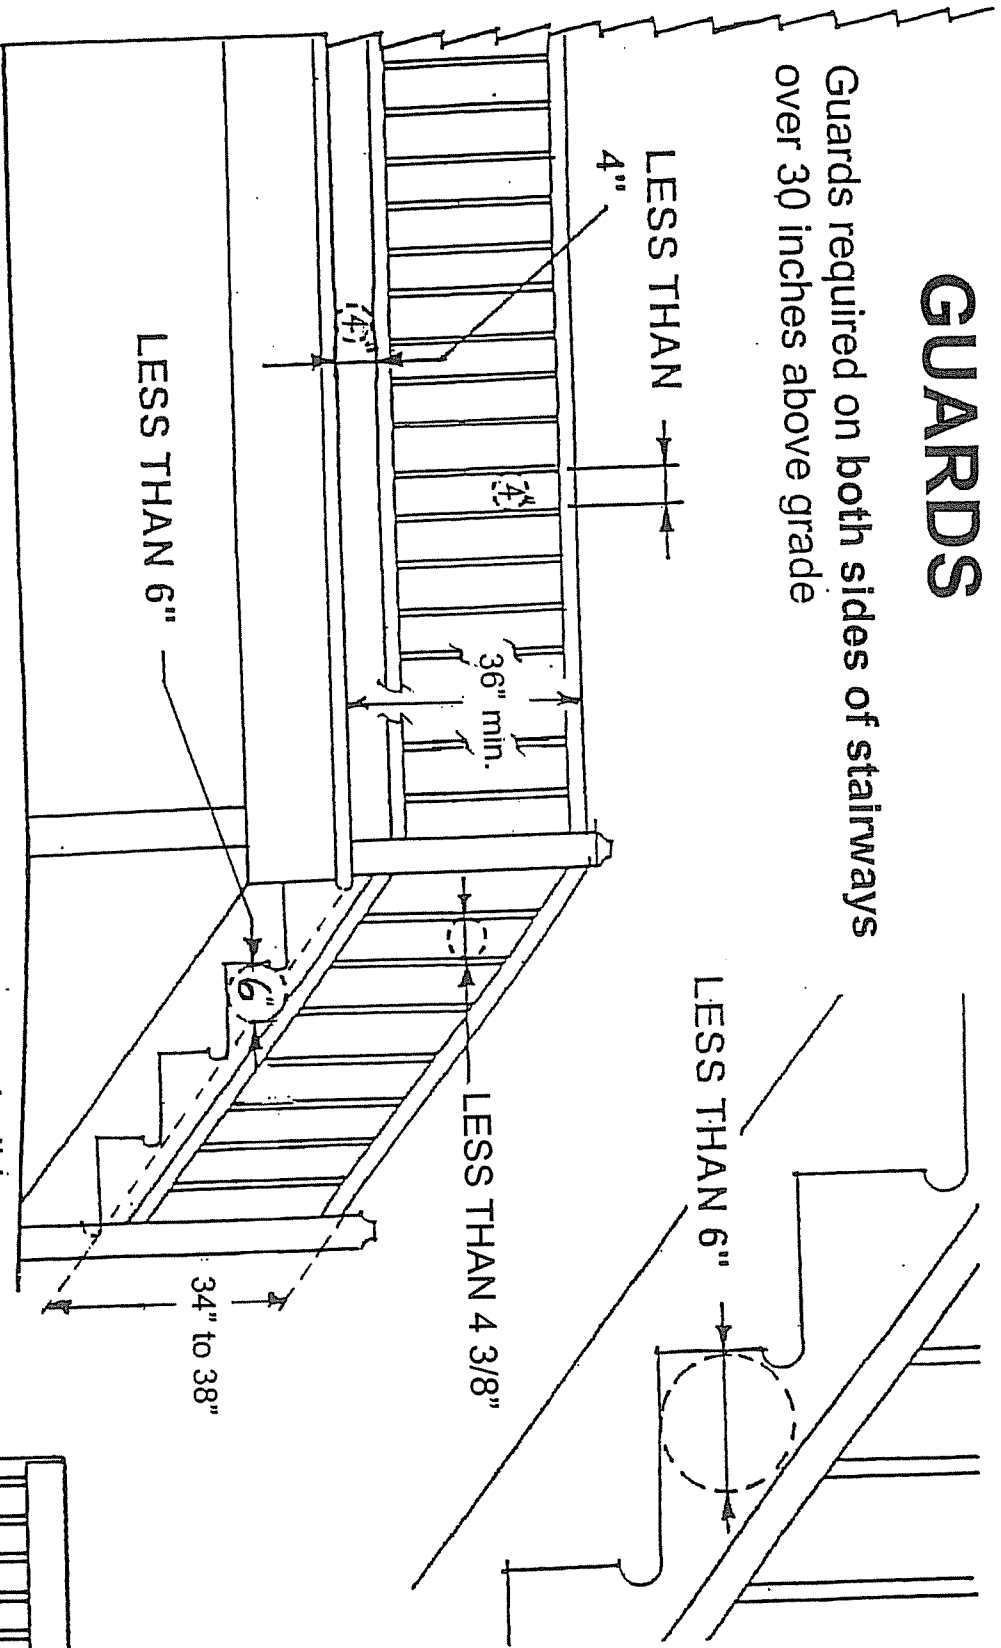 GUARDS
Guards required on both sides of stairways
over 30 inches above grade
LESS THAN
4"
4"
4"
36" min.
LESS THAN 6"
6"
LESS THAN 4 3/8"
34" to 38"
LESS THAN 6"